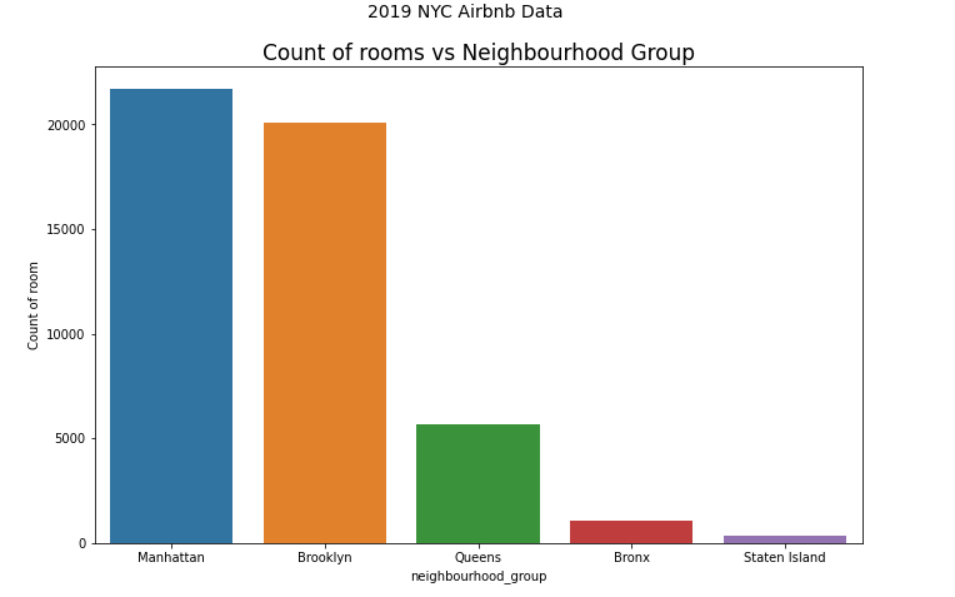 2019 NYC Airbnb Data
Count of rooms vs Neighbourhood Group
Count of room
20000
15000
10000
5000
0
Manhattan Brooklyn Queens Bronx Staten Island
neighbourhood_group